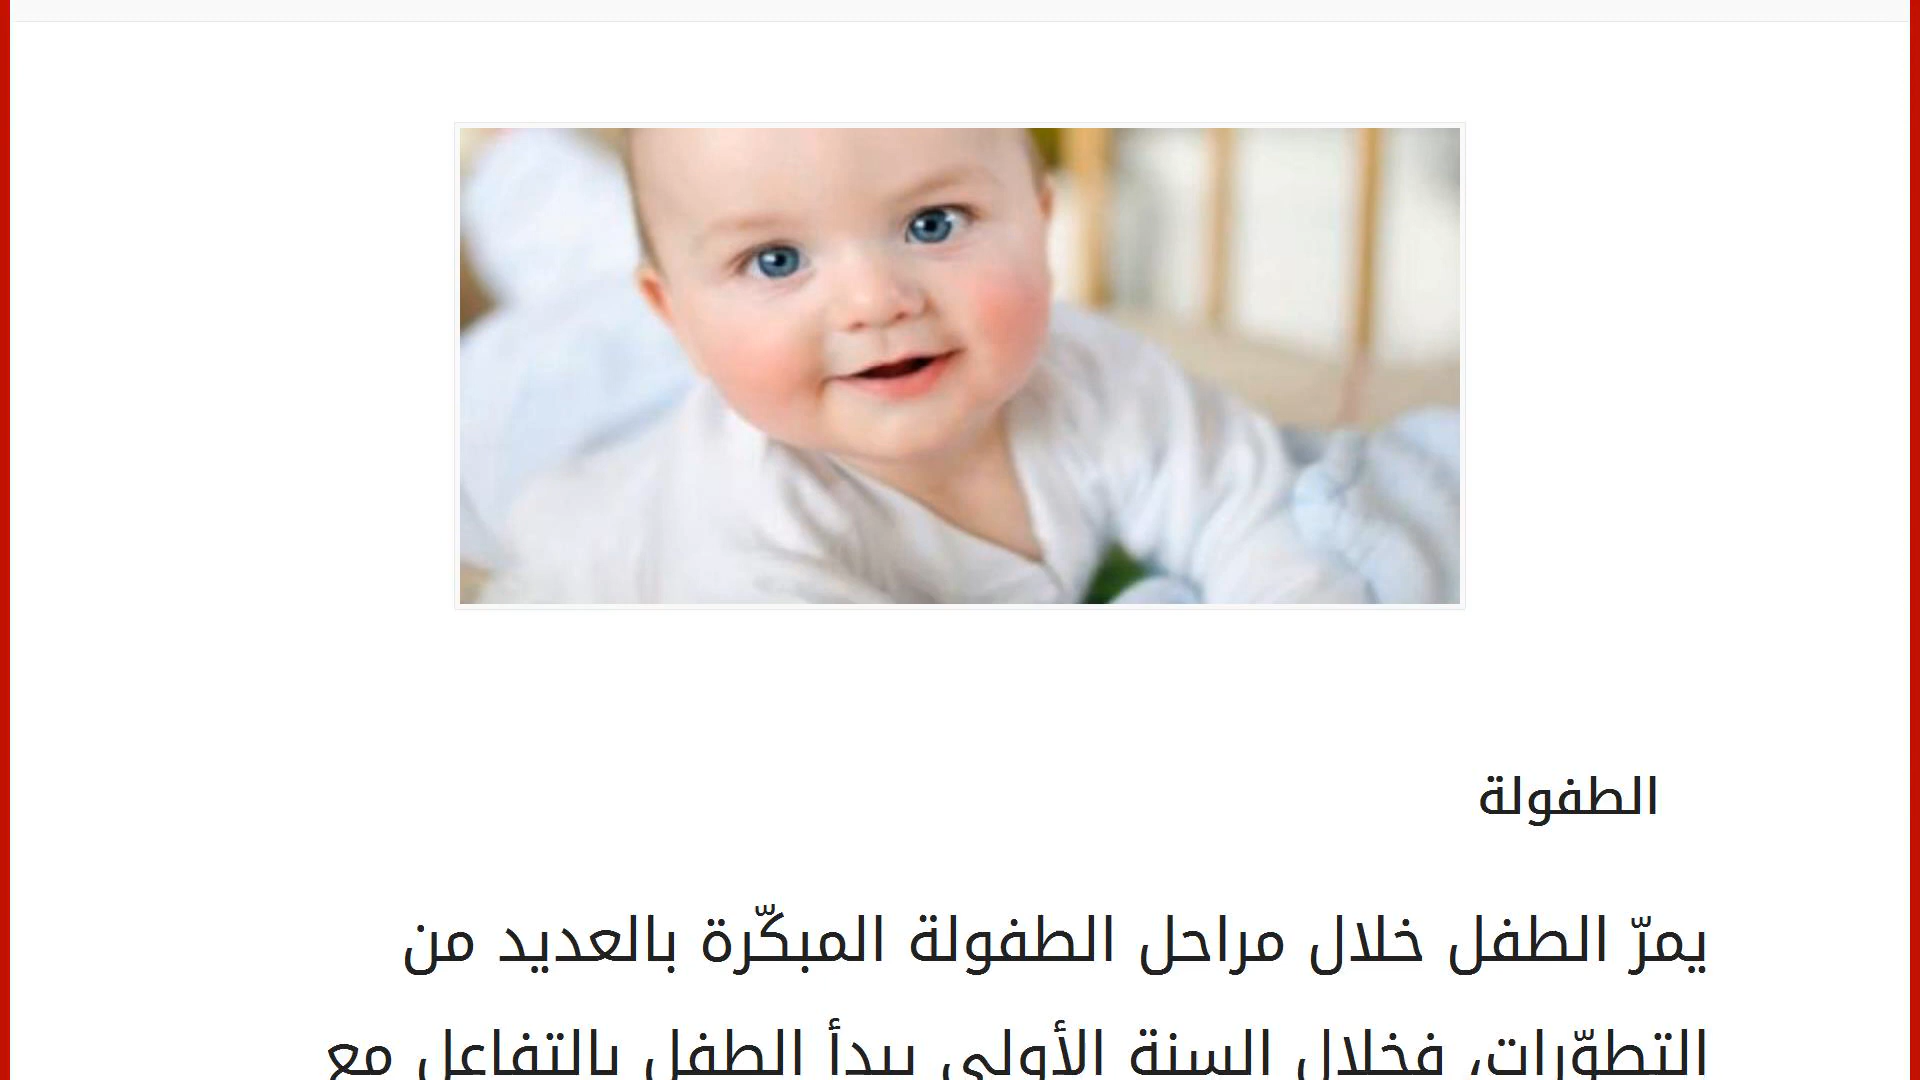 الطفولة
يمرّ الطفل خلال مراحل الطفولة المبكّرة بالعديد من
التطوّرات، فخلال السنة الأولى يبدأ الطفل بالتفاعل مع